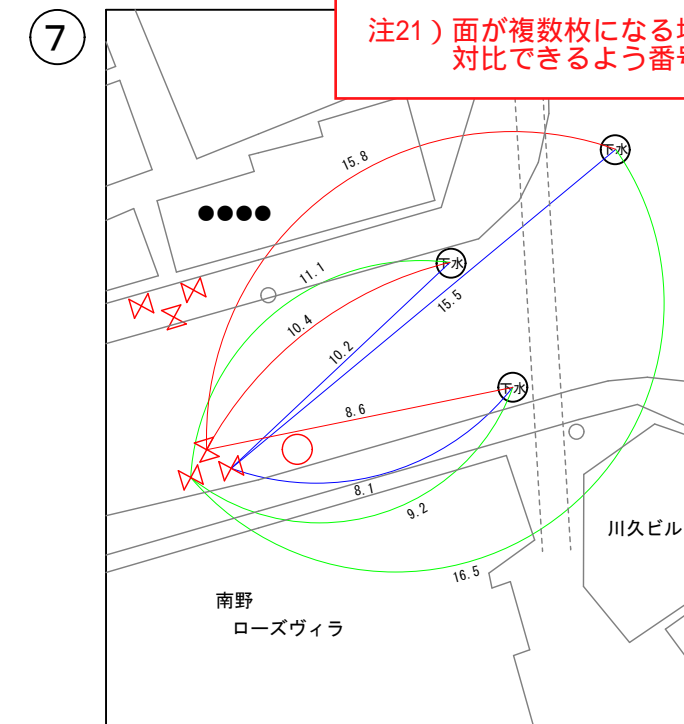 ⑦
注21）面が複数枚になる
対比できるよう番
15.8
下水
11.1
下水
10.4
15.5
10.2
下水
8.6
8.1
9.2
川久ビル
16.5
南野
ローズヴィラ